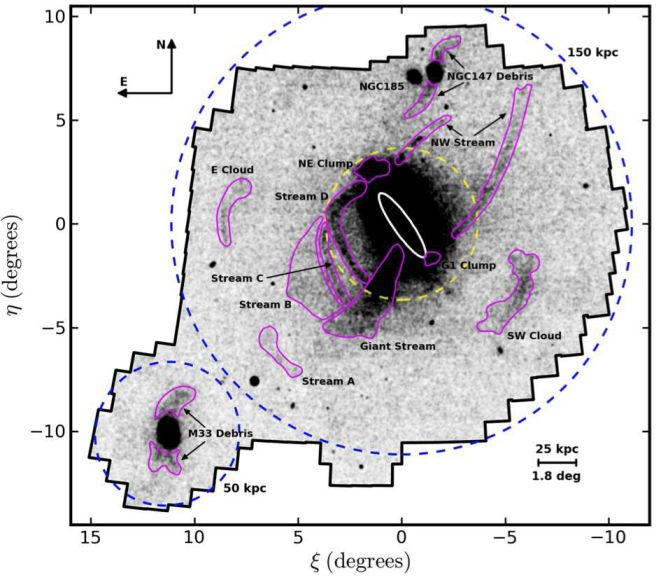 10
5
0
−5
−10
15
10
5
0
−5
−10
η (degrees)
ξ (degrees)
N
E
150 kpc
NGC147 Debris
NGC185
NW Stream
NE Clump
E Cloud
Stream D
Stream C
G1 Clump
Stream B
SW Cloud
Giant Stream
Stream A
M33 Debris
25 kpc
1.8 deg
50 kpc